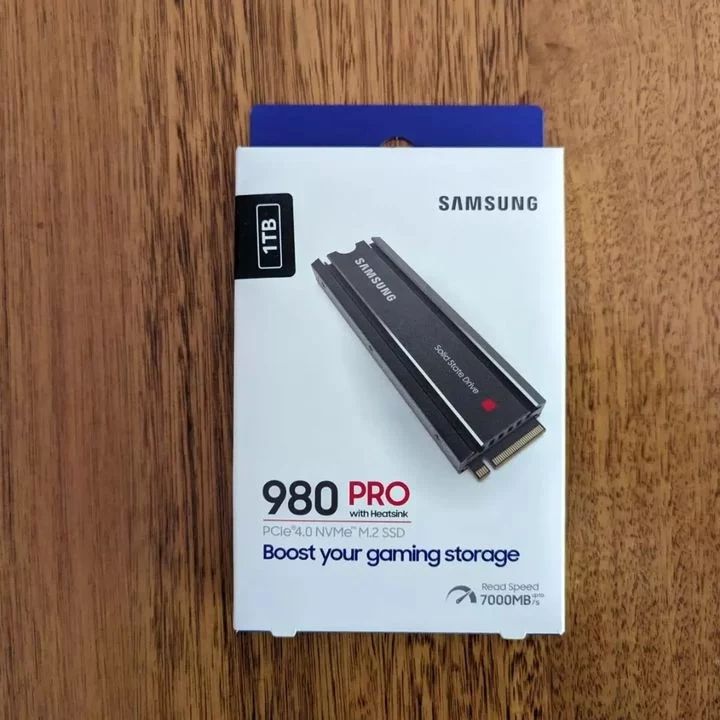 SAMSUNG
1TB
SAMSUNG
Solid State Drive
980 PRO
with Heatsink
PCIe®4.0 NVMe™ M.2 SSD
Boost your gaming storage
Read Speed
upto
7000MB/s